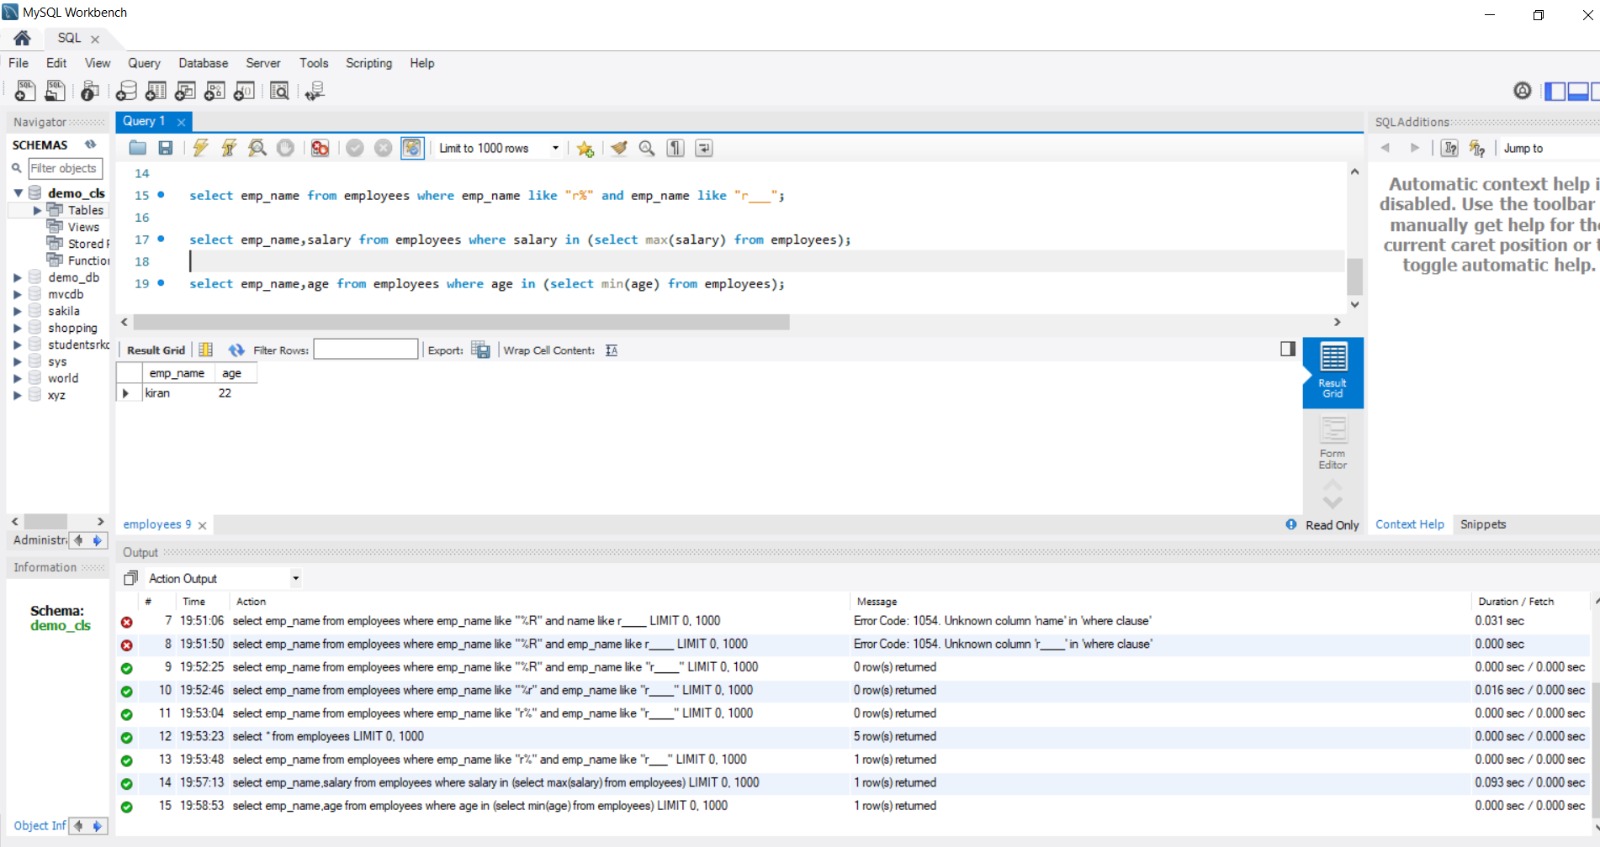 MySQL Workbench
SQL
File Edit View Query Database Server Tools Scripting Help
Navigator
SCHEMAS
Filter objects
demo_cls
Tables
Views
Stored
Functio
demo_db
mvcdb
sakila
shopping
studentsrk
sys
world
xyz
Administr
Information
Schema:
demo_cls
Object Inf
Query 1
Limit to 1000 rows
14
15 select emp_name from employees where emp_name like "r%" and emp_name like "r___";
16
17 select emp_name,salary from employees where salary in (select max(salary) from employees);
18
19 select emp_name,age from employees where age in (select min(age) from employees);
Result Grid Filter Rows: Export: Wrap Cell Content:
emp_name age
kiran 22
Result
Grid
Form
Editor
employees 9
Read Only
SQLAdditions
Jump to
Automatic context help i
disabled. Use the toolbar
manually get help for the
current caret position or t
toggle automatic help.
Context Help Snippets
Output
Action Output
# Time Action Message Duration / Fetch
7 19:51:06 select emp_name from employees where emp_name like "%R" and name like r____ LIMIT 0, 1000 Error Code: 1054. Unknown column 'name' in 'where clause' 0.031 sec
8 19:51:50 select emp_name from employees where emp_name like "%R" and emp_name like r____ LIMIT 0, 1000 Error Code: 1054. Unknown column 'r____' in 'where clause' 0.000 sec
9 19:52:25 select emp_name from employees where emp_name like "%R" and emp_name like "r____" LIMIT 0, 1000 0 row(s) returned 0.000 sec / 0.000 sec
10 19:52:46 select emp_name from employees where emp_name like "%r" and emp_name like "r____" LIMIT 0, 1000 0 row(s) returned 0.016 sec / 0.000 sec
11 19:53:04 select emp_name from employees where emp_name like "r%" and emp_name like "r____" LIMIT 0, 1000 0 row(s) returned 0.000 sec / 0.000 sec
12 19:53:23 select * from employees LIMIT 0, 1000 5 row(s) returned 0.000 sec / 0.000 sec
13 19:53:48 select emp_name from employees where emp_name like "r%" and emp_name like "r___" LIMIT 0, 1000 1 row(s) returned 0.000 sec / 0.000 sec
14 19:57:13 select emp_name,salary from employees where salary in (select max(salary) from employees) LIMIT 0, 1000 1 row(s) returned 0.093 sec / 0.000 sec
15 19:58:53 select emp_name,age from employees where age in (select min(age) from employees) LIMIT 0, 1000 1 row(s) returned 0.000 sec / 0.000 sec